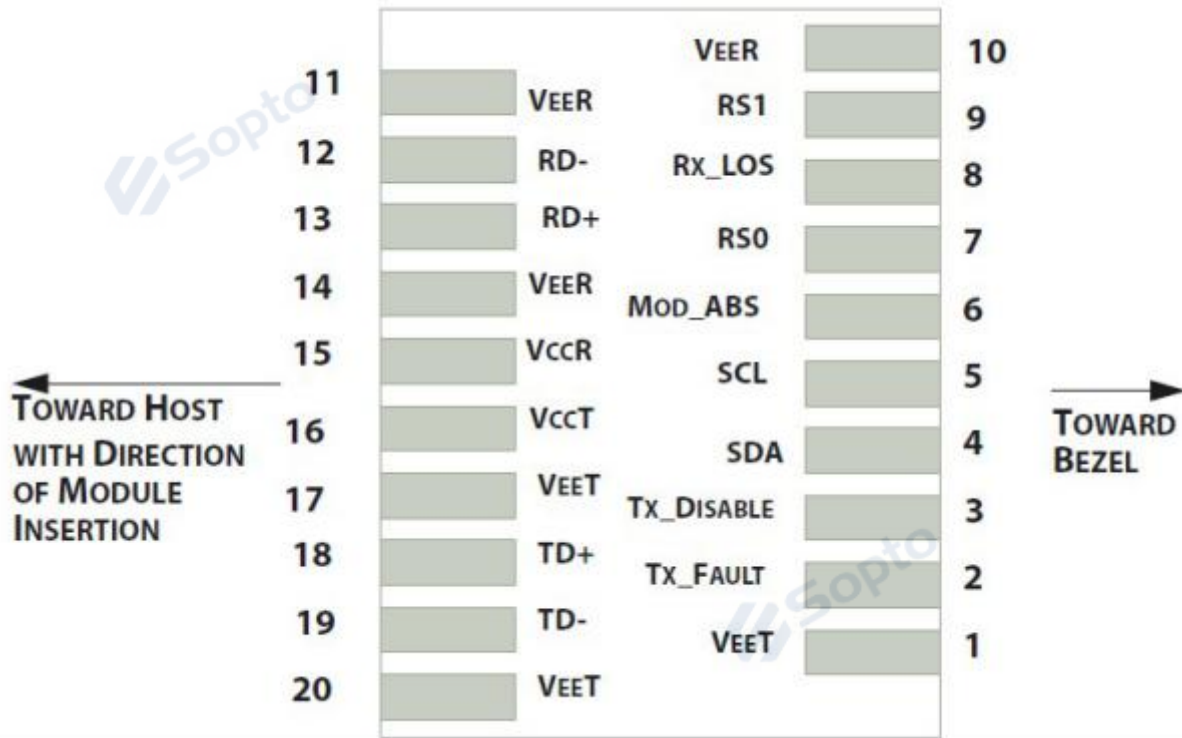 VEER 10
11 VEER
RS1 9
12 RD-
RX_LOS 8
13 RD+
RS0 7
14 VEER
MOD_ABS 6
15 VCCR
SCL 5
16 VCCT
SDA 4
17 VEET
TX_DISABLE 3
18 TD+
TX_FAULT 2
19 TD-
VEET 1
20 VEET
TOWARD HOST
WITH DIRECTION
OF MODULE
INSERTION
TOWARD
BEZEL
Sopto
Sopto